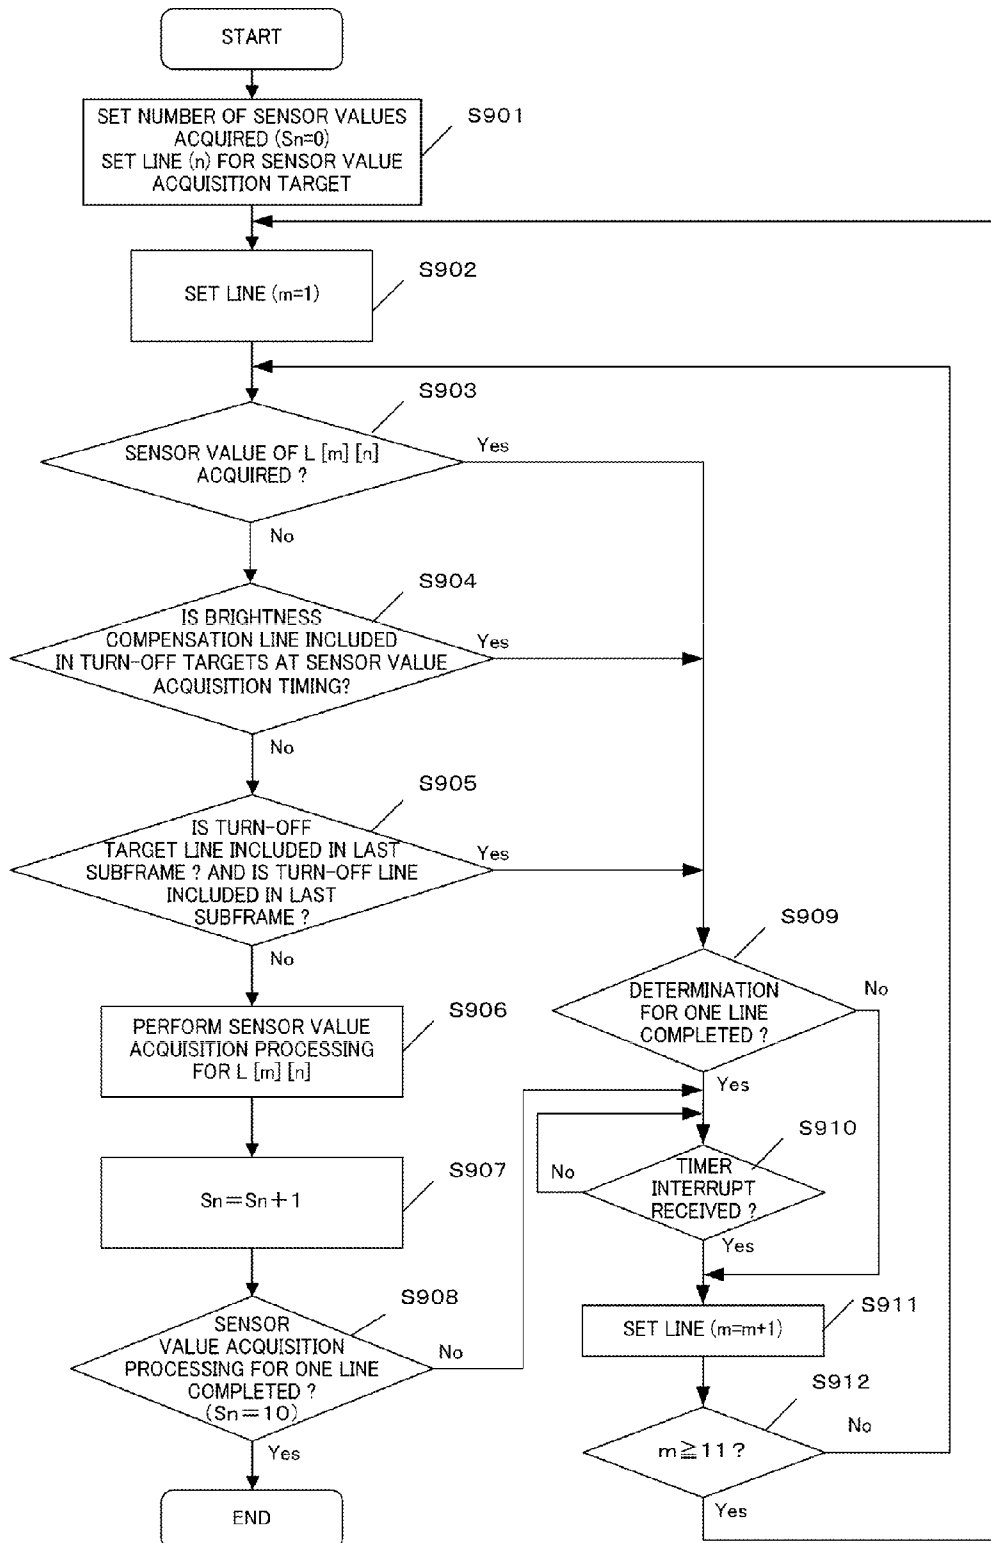 START
SET NUMBER OF SENSOR VALUES
ACQUIRED (Sn=0)
SET LINE (n) FOR SENSOR VALUE
ACQUISITION TARGET
S901
SET LINE (m=1)
S902
SENSOR VALUE OF L [m] [n]
ACQUIRED ?
S903
Yes
No
IS BRIGHTNESS
COMPENSATION LINE INCLUDED
IN TURN-OFF TARGETS AT SENSOR VALUE
ACQUISITION TIMING?
S904
Yes
No
IS TURN-OFF
TARGET LINE INCLUDED IN LAST
SUBFRAME ? AND IS TURN-OFF LINE
INCLUDED IN LAST
SUBFRAME ?
S905
Yes
No
PERFORM SENSOR VALUE
ACQUISITION PROCESSING
FOR L [m] [n]
S906
Sn=Sn+1
S907
SENSOR
VALUE ACQUISITION
PROCESSING FOR ONE LINE
COMPLETED ?
(Sn=10)
S908
No
Yes
END
DETERMINATION
FOR ONE LINE
COMPLETED ?
S909
No
Yes
TIMER
INTERRUPT
RECEIVED ?
S910
No
Yes
SET LINE (m=m+1)
S911
m≧11?
S912
No
Yes